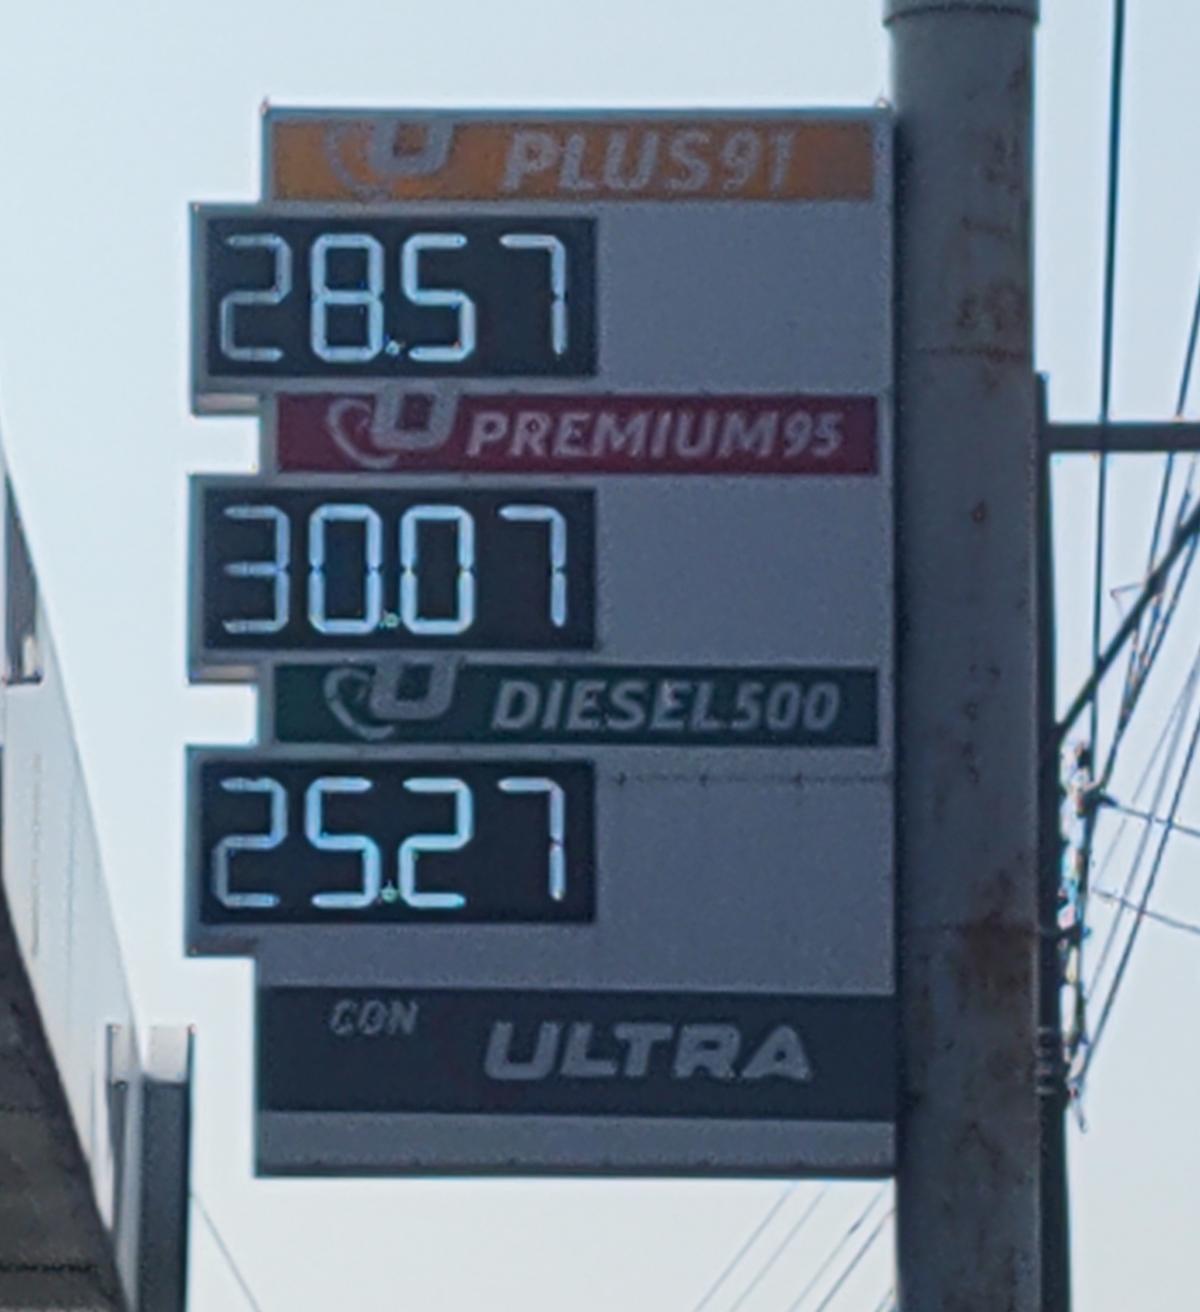 U PLUS91
28.57
U PREMIUM95
30.07
U DIESEL500
25.27
CON ULTRA